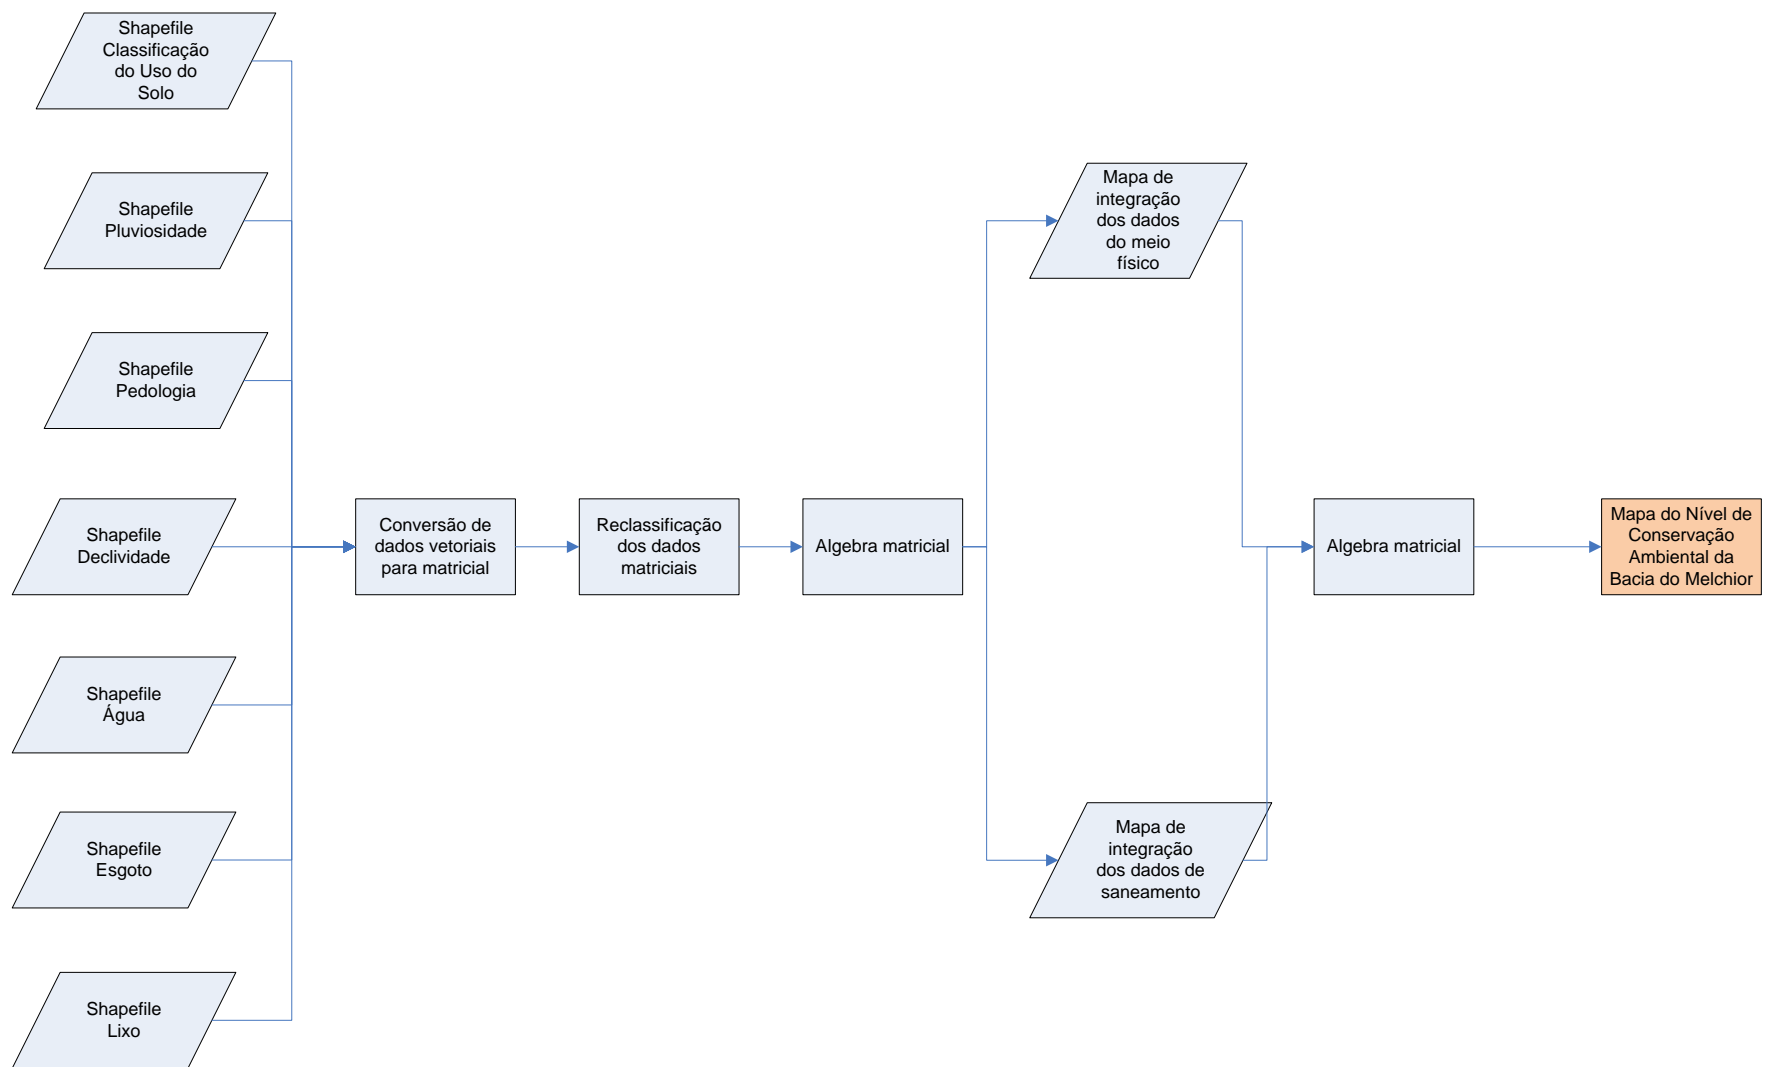 Shapefile
Classificação
do Uso do
Solo
Shapefile
Pluviosidade
Shapefile
Pedologia
Shapefile
Declividade
Shapefile
Água
Shapefile
Esgoto
Shapefile
Lixo
Conversão de
dados vetoriais
para matricial
Reclassificação
dos dados
matriciais
Algebra matricial
Mapa de
integração
dos dados
do meio
físico
Mapa de
integração
dos dados de
saneamento
Algebra matricial
Mapa do Nível de
Conservação
Ambiental da
Bacia do Melchior